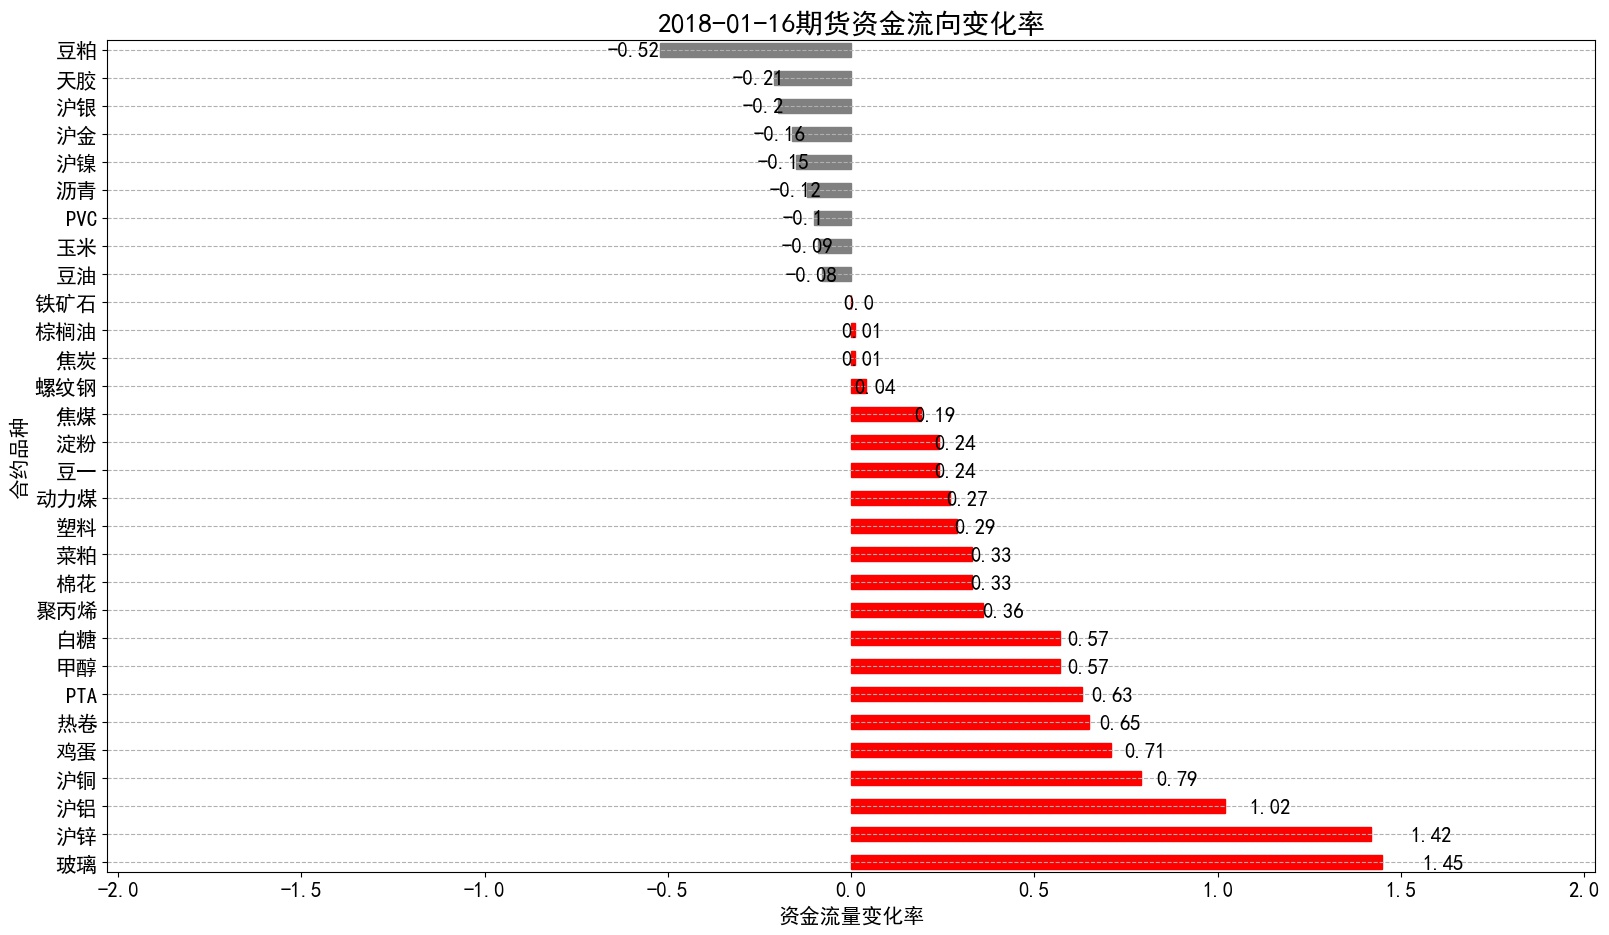 2018-01-16期货资金流向变化率
豆粕 -0.52
天胶 -0.21
沪银 -0.2
沪金 -0.16
沪镍 -0.15
沥青 -0.12
PVC -0.1
玉米 -0.09
豆油 -0.08
铁矿石 0.0
棕榈油 0.01
焦炭 0.01
螺纹钢 0.04
焦煤 0.19
淀粉 0.24
豆一 0.24
动力煤 0.27
塑料 0.29
菜粕 0.33
棉花 0.33
聚丙烯 0.36
白糖 0.57
甲醇 0.57
PTA 0.63
热卷 0.65
鸡蛋 0.71
沪铜 0.79
沪铝 1.02
沪锌 1.42
玻璃 1.45
合约品种
-2.0 -1.5 -1.0 -0.5 0.0 0.5 1.0 1.5 2.0
资金流量变化率